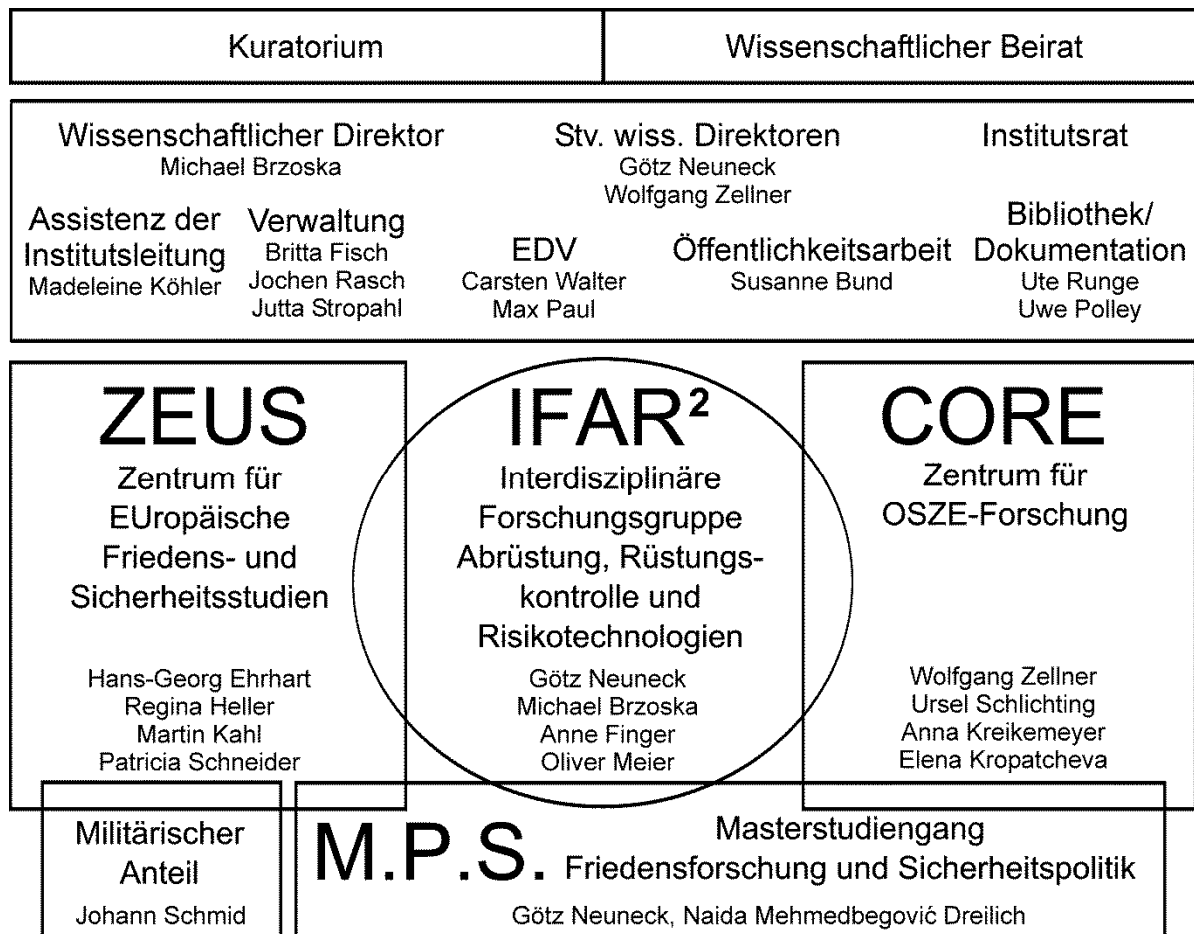 Kuratorium
Wissenschaftlicher Beirat
Wissenschaftlicher Direktor
Michael Brzoska
Stv. wiss. Direktoren
Götz Neuneck
Wolfgang Zellner
Institutsrat
Assistenz der
Institutsleitung
Madeleine Köhler
Verwaltung
Britta Fisch
Jochen Rasch
Jutta Stropahl
EDV
Carsten Walter
Max Paul
Öffentlichkeitsarbeit
Susanne Bund
Bibliothek/
Dokumentation
Ute Runge
Uwe Polley
ZEUS
Zentrum für
EUropäische
Friedens- und
Sicherheitsstudien
Hans-Georg Ehrhart
Regina Heller
Martin Kahl
Patricia Schneider
IFAR²
Interdisziplinäre
Forschungsgruppe
Abrüstung, Rüstungs-
kontrolle und
Risikotechnologien
Götz Neuneck
Michael Brzoska
Anne Finger
Oliver Meier
CORE
Zentrum für
OSZE-Forschung
Wolfgang Zellner
Ursel Schlichting
Anna Kreikemeyer
Elena Kropatcheva
Militärischer
Anteil
Johann Schmid
M.P.S.
Masterstudiengang
Friedensforschung und Sicherheitspolitik
Götz Neuneck, Naida Mehmedbegović Dreilich